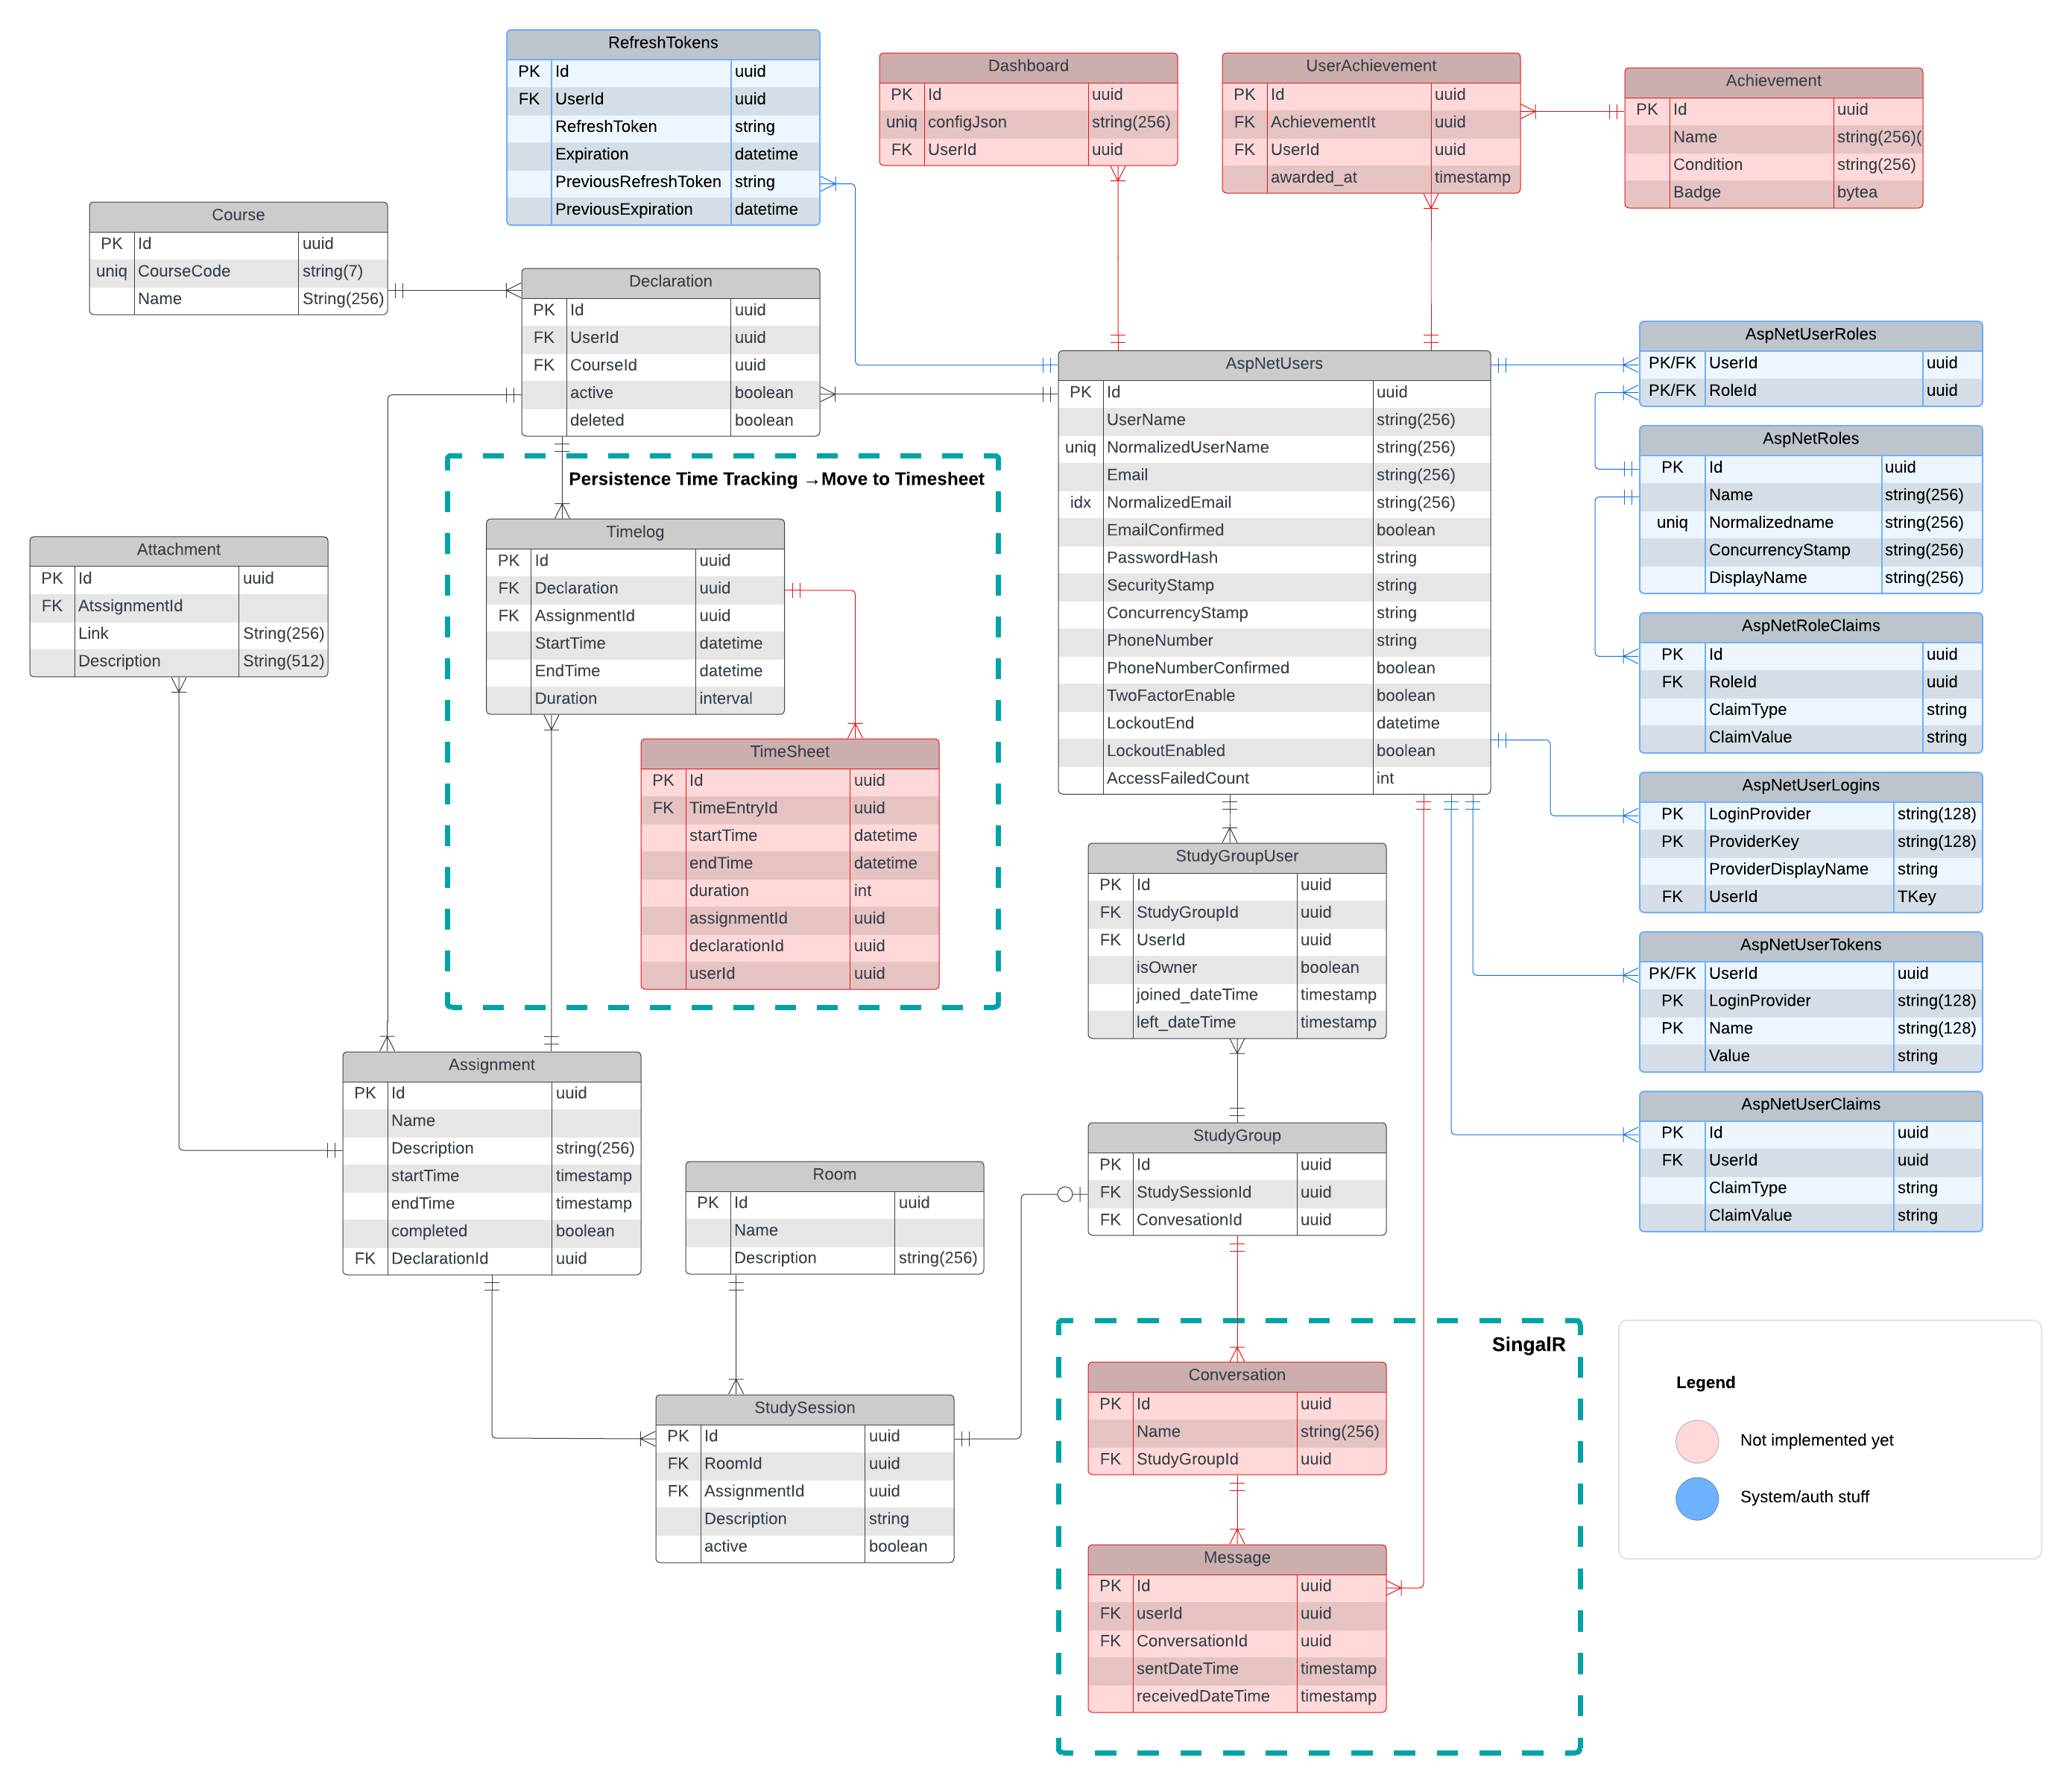 RefreshTokens
PK Id uuid
FK UserId uuid
RefreshToken string
Expiration datetime
PreviousRefreshToken string
PreviousExpiration datetime
Dashboard
PK Id uuid
uniq configJson string(256)
FK UserId uuid
UserAchievement
PK Id uuid
FK AchievementIt uuid
FK UserId uuid
awarded_at timestamp
Achievement
PK Id uuid
Name string(256)(
Condition string(256)
Badge bytea
Course
PK Id uuid
uniq CourseCode string(7)
Name String(256)
Declaration
PK Id uuid
FK UserId uuid
FK CourseId uuid
active boolean
deleted boolean
AspNetUsers
PK Id uuid
UserName string(256)
uniq NormalizedUserName string(256)
Email string(256)
idx NormalizedEmail string(256)
EmailConfirmed boolean
PasswordHash string
SecurityStamp string
ConcurrencyStamp string
PhoneNumber string
PhoneNumberConfirmed boolean
TwoFactorEnable boolean
LockoutEnd datetime
LockoutEnabled boolean
AccessFailedCount int
AspNetUserRoles
PK/FK UserId uuid
PK/FK RoleId uuid
AspNetRoles
PK Id uuid
Name string(256)
uniq Normalizedname string(256)
ConcurrencyStamp string(256)
DisplayName string(256)
AspNetRoleClaims
PK Id uuid
FK RoleId uuid
ClaimType string
ClaimValue string
AspNetUserLogins
PK LoginProvider string(128)
PK ProviderKey string(128)
ProviderDisplayName string
FK UserId TKey
AspNetUserTokens
PK/FK UserId uuid
PK LoginProvider string(128)
PK Name string(128)
Value string
AspNetUserClaims
PK Id uuid
FK UserId uuid
ClaimType string
ClaimValue string
Persistence Time Tracking →Move to Timesheet
Timelog
PK Id uuid
FK Declaration uuid
FK AssignmentId uuid
StartTime datetime
EndTime datetime
Duration interval
TimeSheet
PK Id uuid
FK TimeEntryId uuid
startTime datetime
endTime datetime
duration int
assignmentId uuid
declarationId uuid
userId uuid
Attachment
PK Id uuid
FK AtssignmentId
Link String(256)
Description String(512)
StudyGroupUser
PK Id uuid
FK StudyGroupId uuid
FK UserId uuid
isOwner boolean
joined_dateTime timestamp
left_dateTime timestamp
Assignment
PK Id uuid
Name
Description string(256)
startTime timestamp
endTime timestamp
completed boolean
FK DeclarationId uuid
Room
PK Id uuid
Name
Description string(256)
StudyGroup
PK Id uuid
FK StudySessionId uuid
FK ConvesationId uuid
StudySession
PK Id uuid
FK RoomId uuid
FK AssignmentId uuid
Description string
active boolean
SingalR
Conversation
PK Id uuid
Name string(256)
FK StudyGroupId uuid
Message
PK Id uuid
FK userId uuid
FK ConversationId uuid
sentDateTime timestamp
receivedDateTime timestamp
Legend
Not implemented yet
System/auth stuff